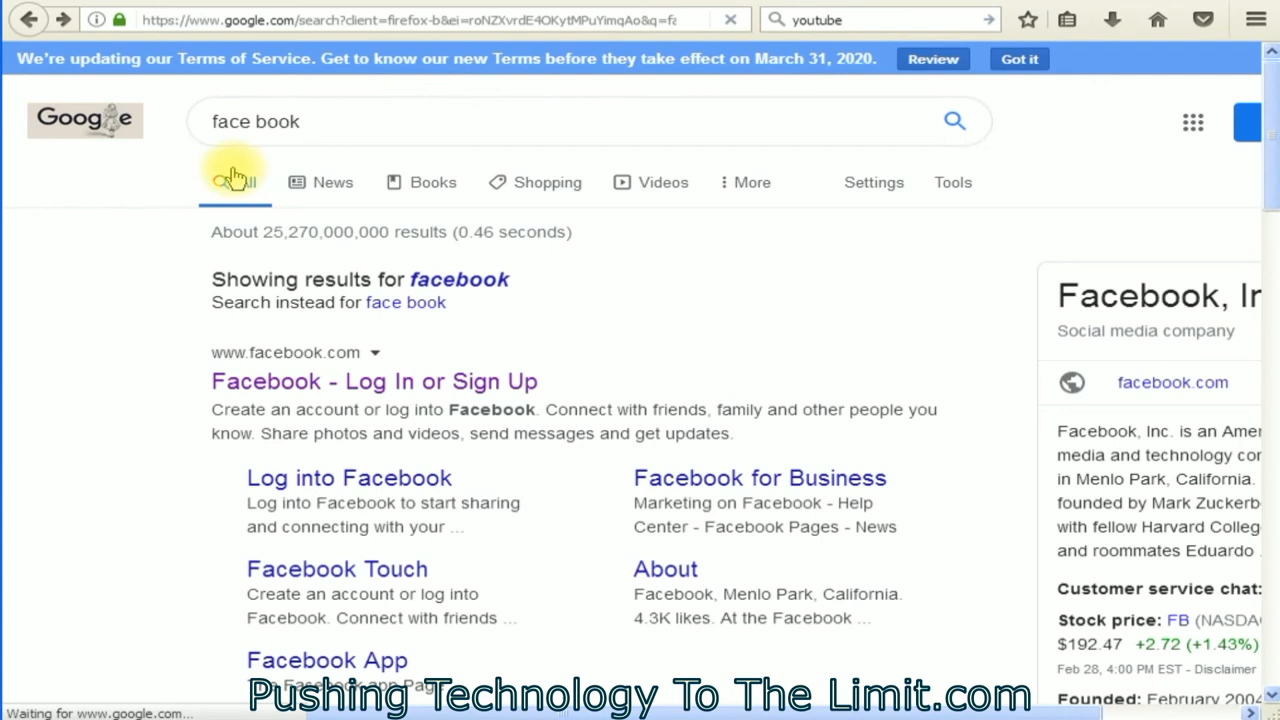 https://www.google.com/search?client=firefox-b&ei=roNZXvrdE4OKytMPuYimqAo&q=fa
youtube
We're updating our Terms of Service. Get to know our new Terms before they take effect on March 31, 2020.
Review
Got it
Google
face book
All
News
Books
Shopping
Videos
More
Settings
Tools
About 25,270,000,000 results (0.46 seconds)
Showing results for facebook
Search instead for face book
www.facebook.com
Facebook - Log In or Sign Up
Create an account or log into Facebook. Connect with friends, family and other people you
know. Share photos and videos, send messages and get updates.
Log into Facebook
Log into Facebook to start sharing
and connecting with your ...
Facebook for Business
Marketing on Facebook - Help
Center - Facebook Pages - News
Facebook Touch
Create an account or log into
Facebook. Connect with friends ...
About
Facebook, Menlo Park, California.
4.3K likes. At the Facebook ...
Facebook App
The Facebook app Page
Facebook, In
Social media company
facebook.com
Facebook, Inc. is an Amer
media and technology con
in Menlo Park, California.
founded by Mark Zuckerb
with fellow Harvard Colleg
and roommates Eduardo
Customer service chat:
Stock price: FB (NASDA
$192.47 +2.72 (+1.43%)
Feb 28, 4:00 PM EST - Disclaimer
Founded: February 2004
Pushing Technology To The Limit.com
Waiting for www.google.com...